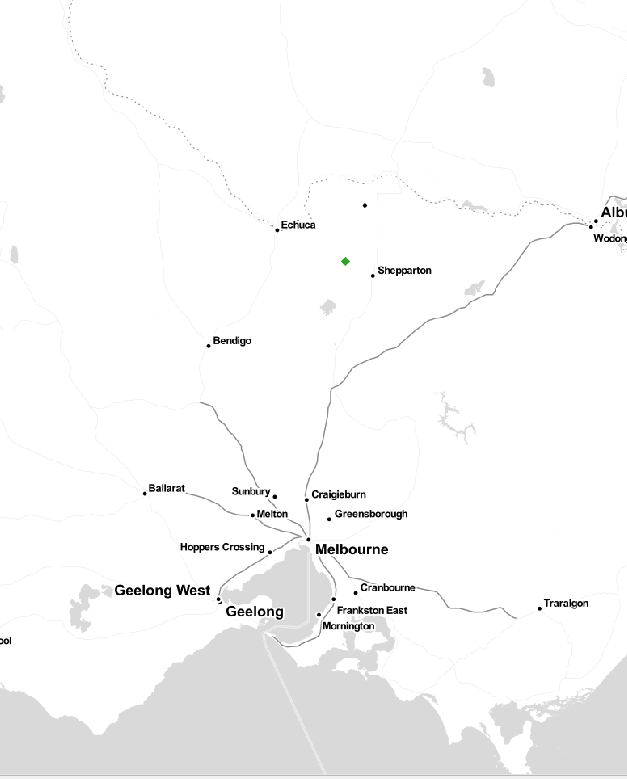 Albu
Echuca
Wodong
Shepparton
Bendigo
Ballarat
Sunbury
Craigieburn
Melton
Greensborough
Hoppers Crossing
Melbourne
Geelong West
Cranbourne
Geelong
Frankston East
Traralgon
Mornington
ool